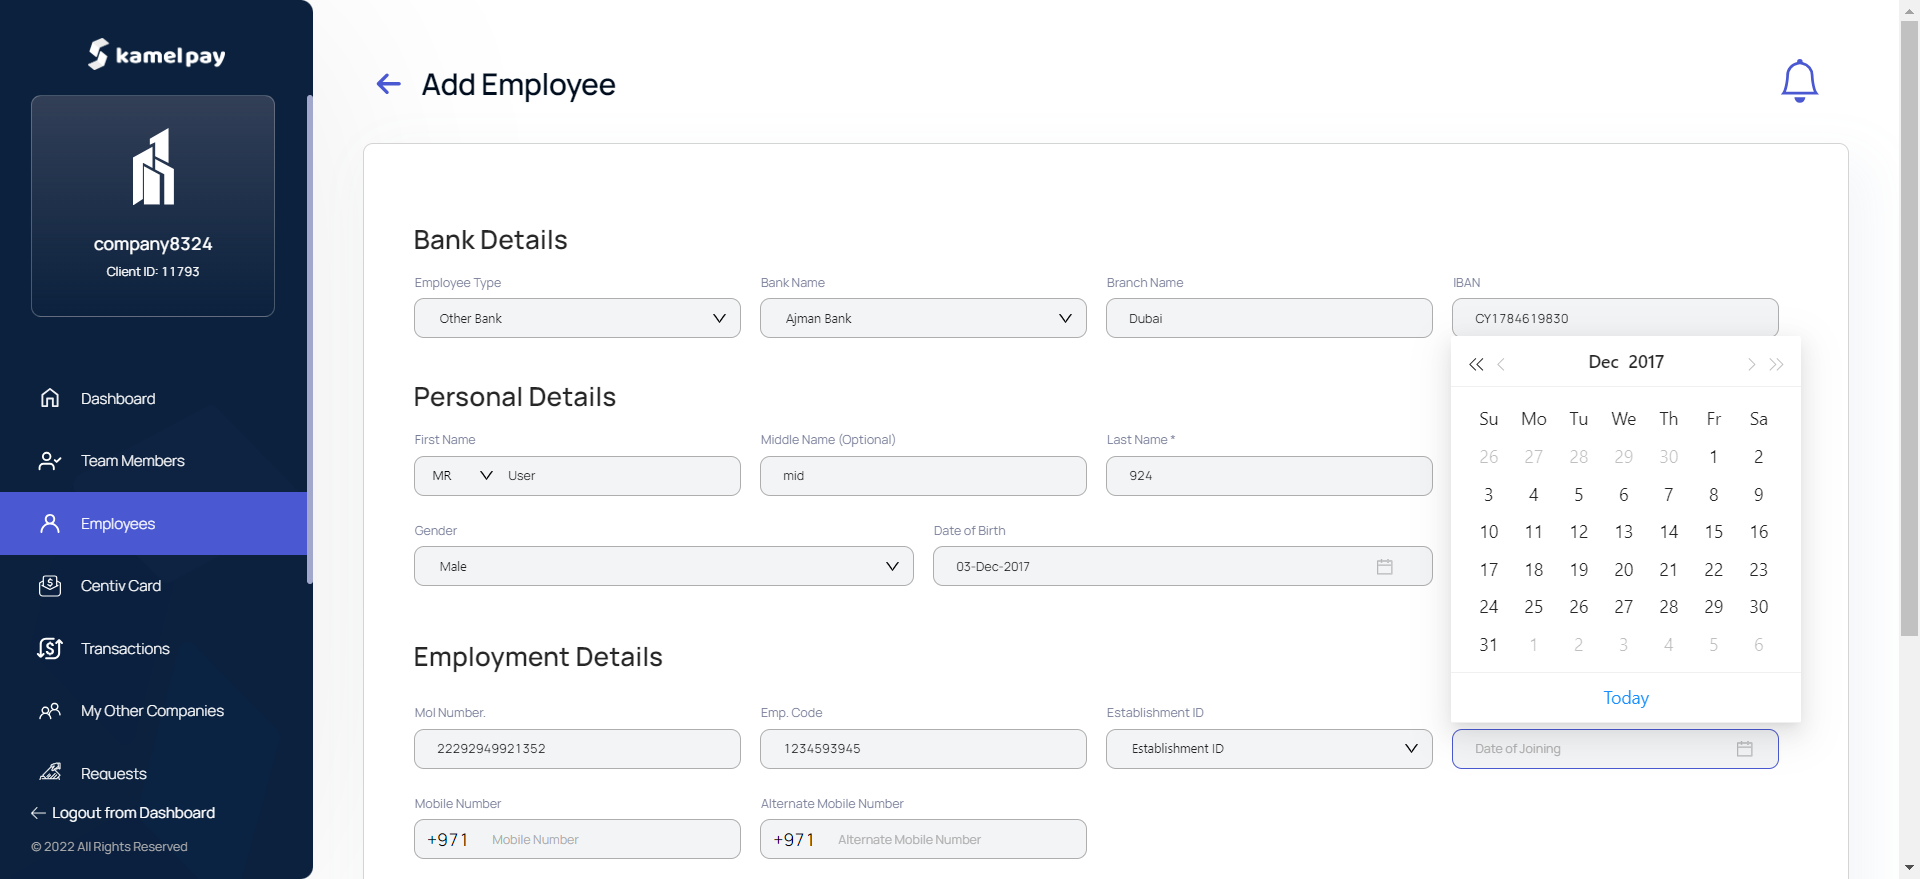 kamelpay
company8324
Client ID: 11793
Dashboard
Team Members
Employees
Centiv Card
Transactions
My Other Companies
Requests
Logout from Dashboard
© 2022 All Rights Reserved
Add Employee
Bank Details
Employee Type Bank Name Branch Name IBAN
Other Bank Ajman Bank Dubai CY1784619830
Personal Details
First Name Middle Name (Optional) Last Name *
MR User mid 924
Gender Date of Birth
Male 03-Dec-2017
Dec 2017
Su Mo Tu We Th Fr Sa
26 27 28 29 30 1 2
3 4 5 6 7 8 9
10 11 12 13 14 15 16
17 18 19 20 21 22 23
24 25 26 27 28 29 30
31 1 2 3 4 5 6
Today
Employment Details
Mol Number. Emp. Code Establishment ID
22292949921352 1234593945 Establishment ID Date of Joining
Mobile Number Alternate Mobile Number
+971 Mobile Number +971 Alternate Mobile Number